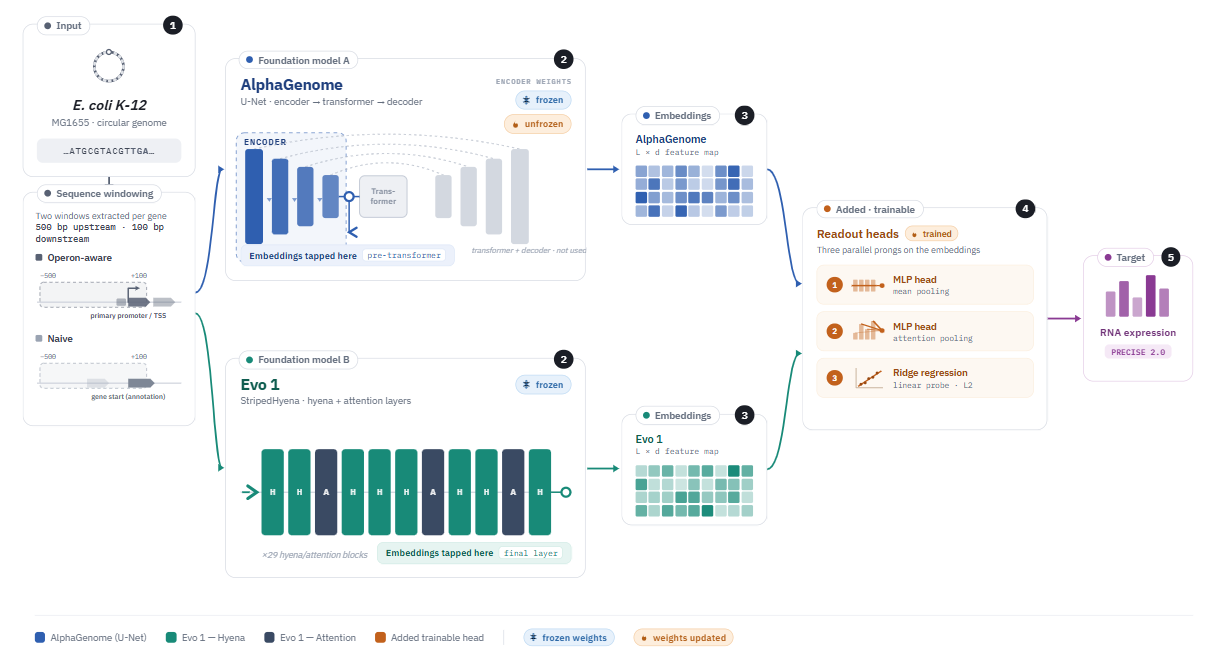 Input
1
E. coli K-12
MG1655 · circular genome
…ATGCGTACGTTGA…
Sequence windowing
Two windows extracted per gene
500 bp upstream · 100 bp
downstream
Operon-aware
−500 +100
primary promoter / TSS
Naive
−500 +100
gene start (annotation)
Foundation model A
2
AlphaGenome
U-Net · encoder → transformer → decoder
ENCODER WEIGHTS
frozen
unfrozen
ENCODER
Trans-
former
Embeddings tapped here pre-transformer
transformer + decoder · not used
Foundation model B
2
Evo 1
StripedHyena · hyena + attention layers
frozen
H H A H H H A H H A H
×29 hyena/attention blocks
Embeddings tapped here final layer
Embeddings
3
AlphaGenome
L × d feature map
Embeddings
3
Evo 1
L × d feature map
Added · trainable
4
Readout heads trained
Three parallel prongs on the embeddings
1 MLP head
mean pooling
2 MLP head
attention pooling
3 Ridge regression
linear probe · L2
Target
5
RNA expression
PRECISE 2.0
AlphaGenome (U-Net) Evo 1 — Hyena Evo 1 — Attention Added trainable head frozen weights weights updated